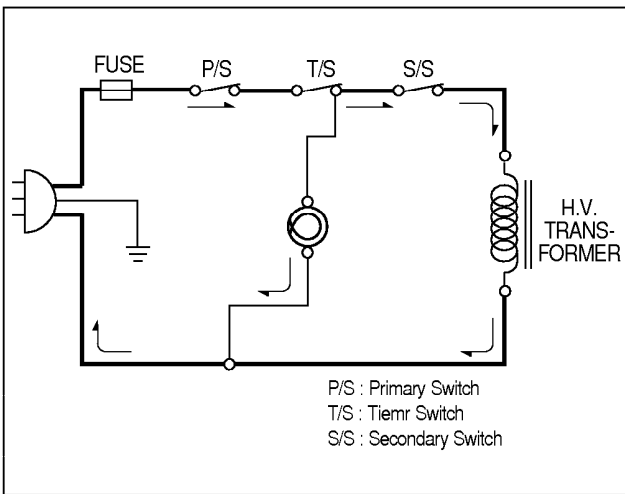 FUSE
P/S
T/S
S/S
H.V.
TRANS-
FORMER
P/S : Primary Switch
T/S : Tiemr Switch
S/S : Secondary Switch